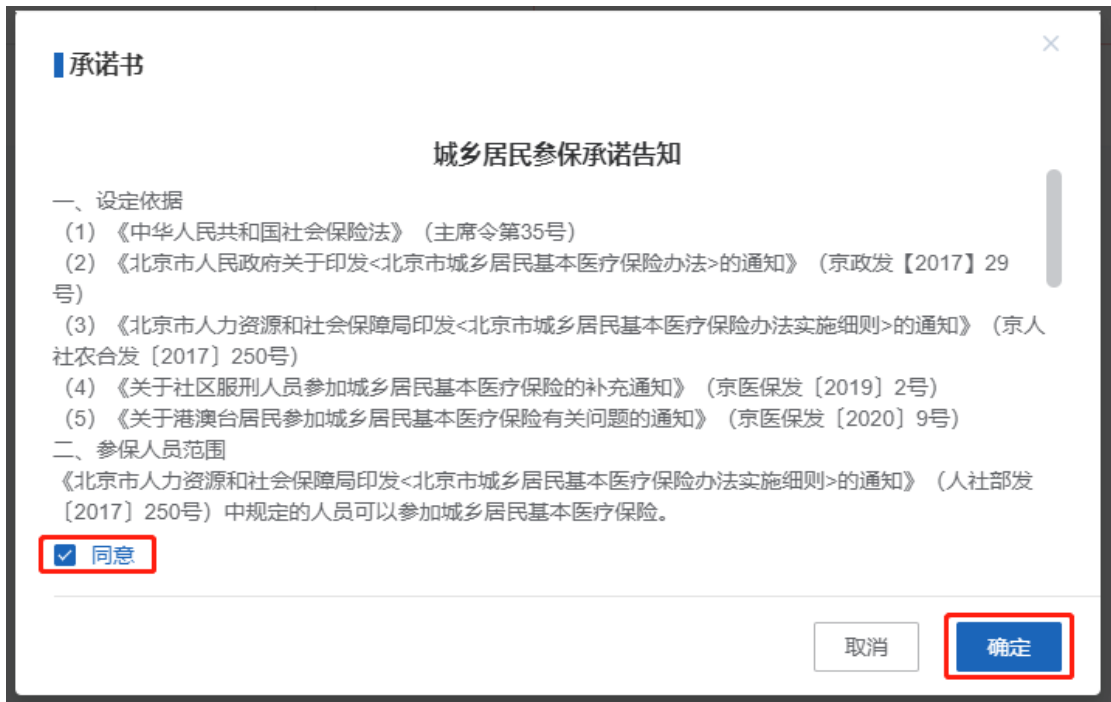 承诺书
城乡居民参保承诺告知
一、设定依据
（1）《中华人民共和国社会保险法》（主席令第35号）
（2）《北京市人民政府关于印发<北京市城乡居民基本医疗保险办法>的通知》（京政发【2017】29
号）
（3）《北京市人力资源和社会保障局印发<北京市城乡居民基本医疗保险办法实施细则>的通知》（京人
社农合发〔2017〕250号）
（4）《关于社区服刑人员参加城乡居民基本医疗保险的补充通知》（京医保发〔2019〕2号）
（5）《关于港澳台居民参加城乡居民基本医疗保险有关问题的通知》（京医保发〔2020〕9号）
二、参保人员范围
《北京市人力资源和社会保障局印发<北京市城乡居民基本医疗保险办法实施细则>的通知》（人社部发
〔2017〕250号）中规定的人员可以参加城乡居民基本医疗保险。
同意
取消 确定